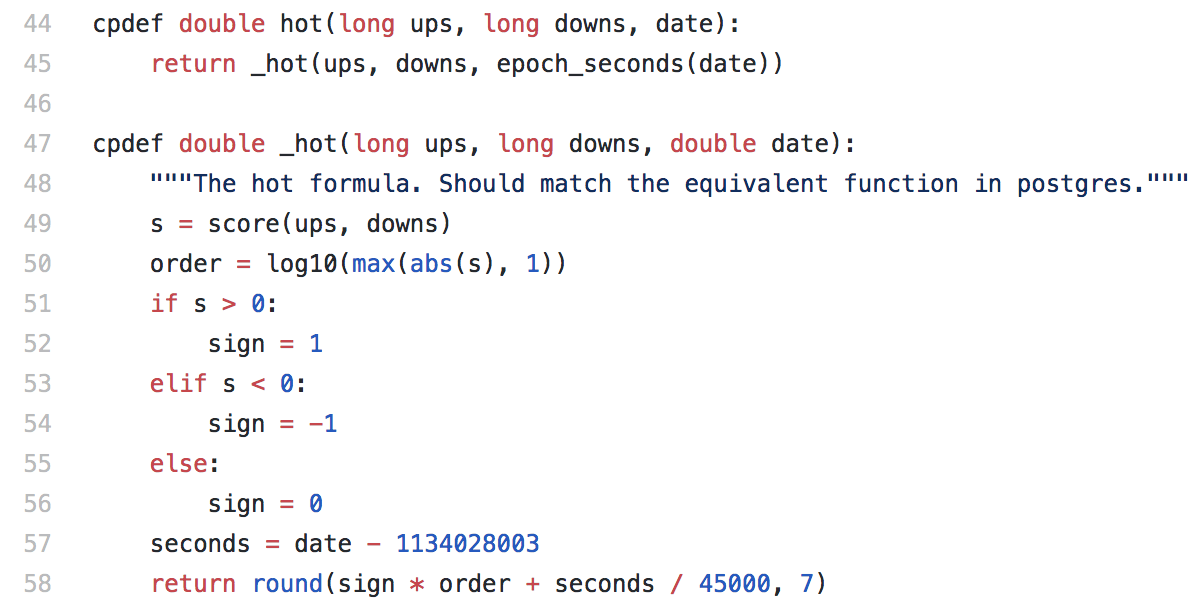 44 cpdef double hot(long ups, long downs, date):
45     return _hot(ups, downs, epoch_seconds(date))
46
47 cpdef double _hot(long ups, long downs, double date):
48     """The hot formula. Should match the equivalent function in postgres."""
49     s = score(ups, downs)
50     order = log10(max(abs(s), 1))
51     if s > 0:
52         sign = 1
53     elif s < 0:
54         sign = −1
55     else:
56         sign = 0
57     seconds = date − 1134028003
58     return round(sign * order + seconds / 45000, 7)